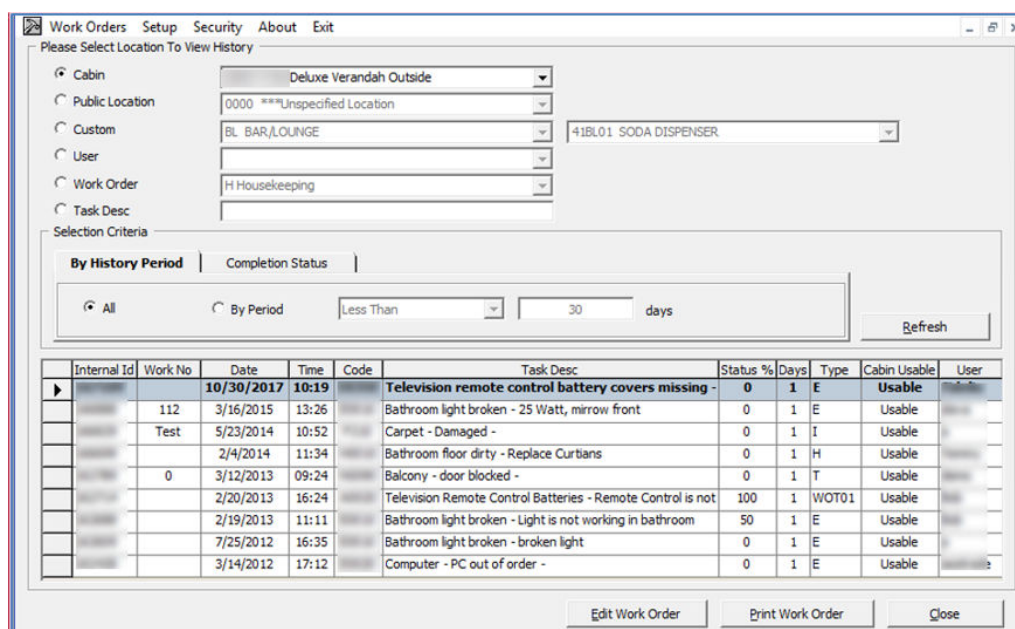 Work Orders Setup Security About Exit
Please Select Location To View History
Cabin Deluxe Verandah Outside
Public Location 0000 ***Unspecified Location
Custom BL BAR/LOUNGE 41BL01 SODA DISPENSER
User
Work Order H Housekeeping
Task Desc
Selection Criteria
By History Period Completion Status
All By Period Less Than 30 days
Refresh
Internal Id Work No Date Time Code Task Desc Status % Days Type Cabin Usable User
10/30/2017 10:19 Television remote control battery covers missing - 0 1 E Usable
112 3/16/2015 13:26 Bathroom light broken - 25 Watt, mirrow front 0 1 E Usable
Test 5/23/2014 10:52 Carpet - Damaged - 0 1 I Usable
2/4/2014 11:34 Bathroom floor dirty - Replace Curtians 0 1 H Usable
0 3/12/2013 09:24 Balcony - door blocked - 0 1 T Usable
2/20/2013 16:24 Television Remote Control Batteries - Remote Control is not 100 1 WOT01 Usable
2/19/2013 11:11 Bathroom light broken - Light is not working in bathroom 50 1 E Usable
7/25/2012 16:35 Bathroom light broken - broken light 0 1 E Usable
3/14/2012 17:12 Computer - PC out of order - 0 1 E Usable
Edit Work Order Print Work Order Close